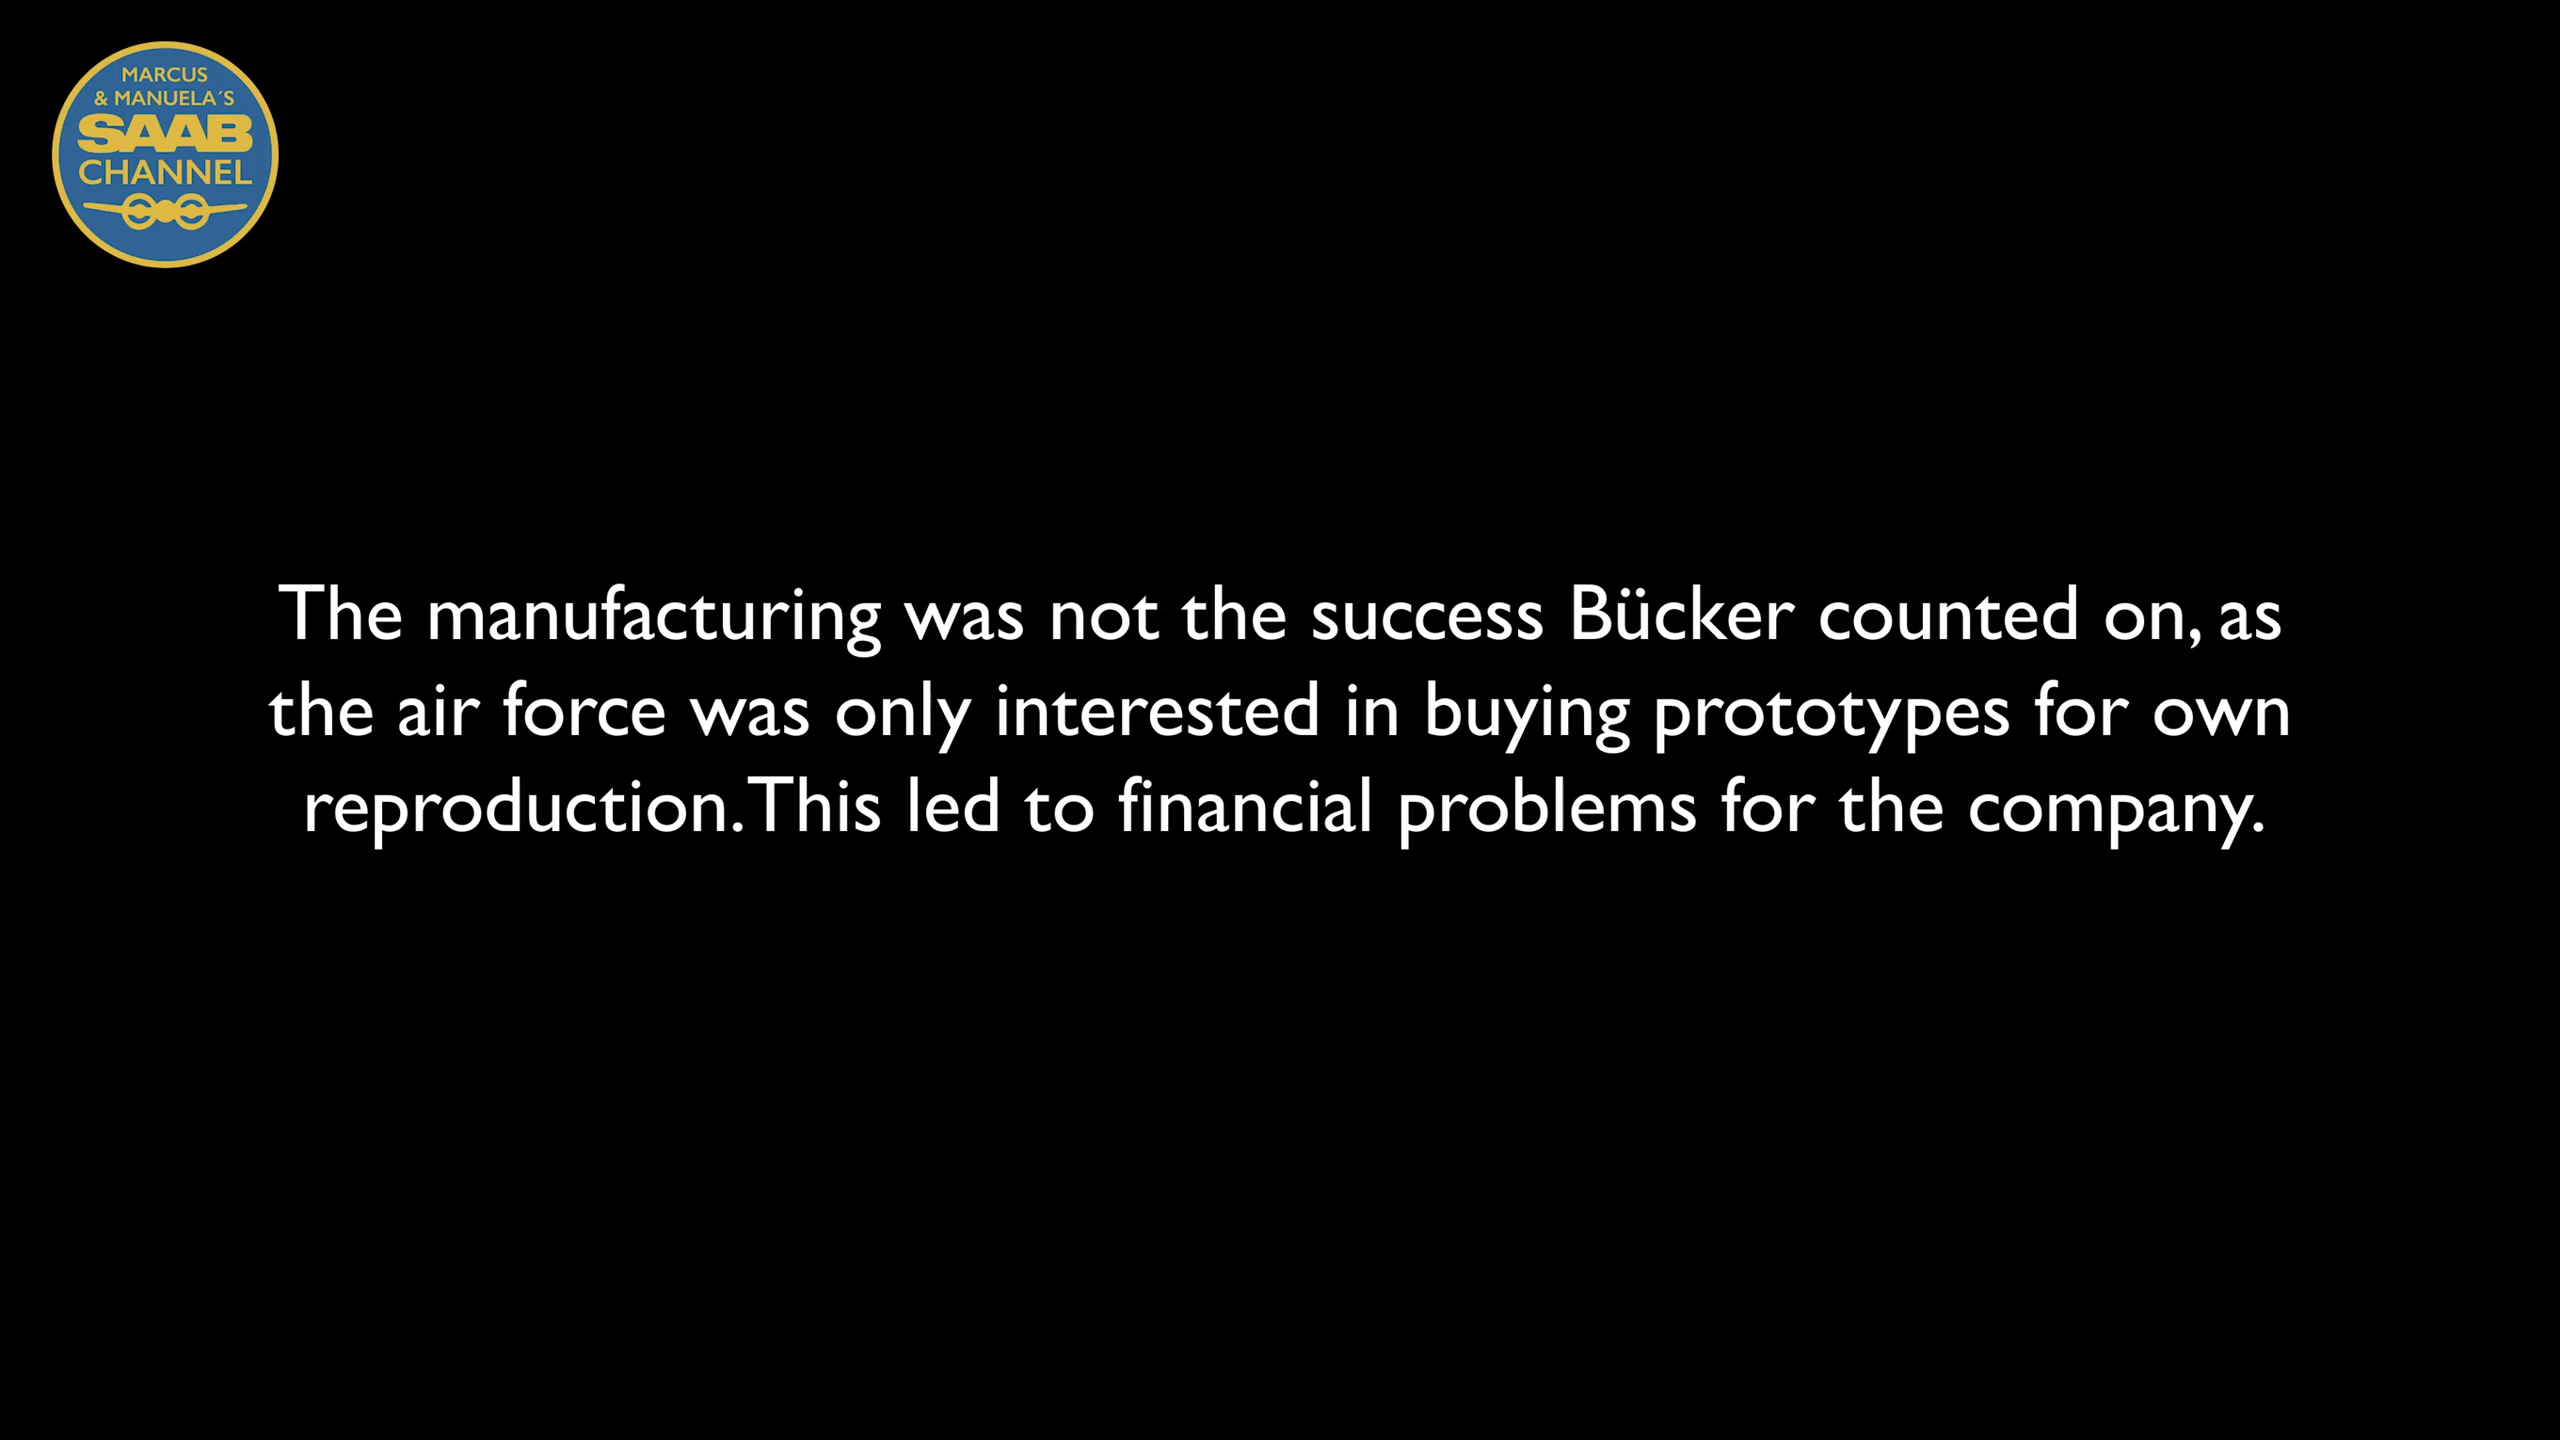 MARCUS
& MANUELA´S
SAAB
CHANNEL
The manufacturing was not the success Bücker counted on, as
the air force was only interested in buying prototypes for own
reproduction. This led to financial problems for the company.